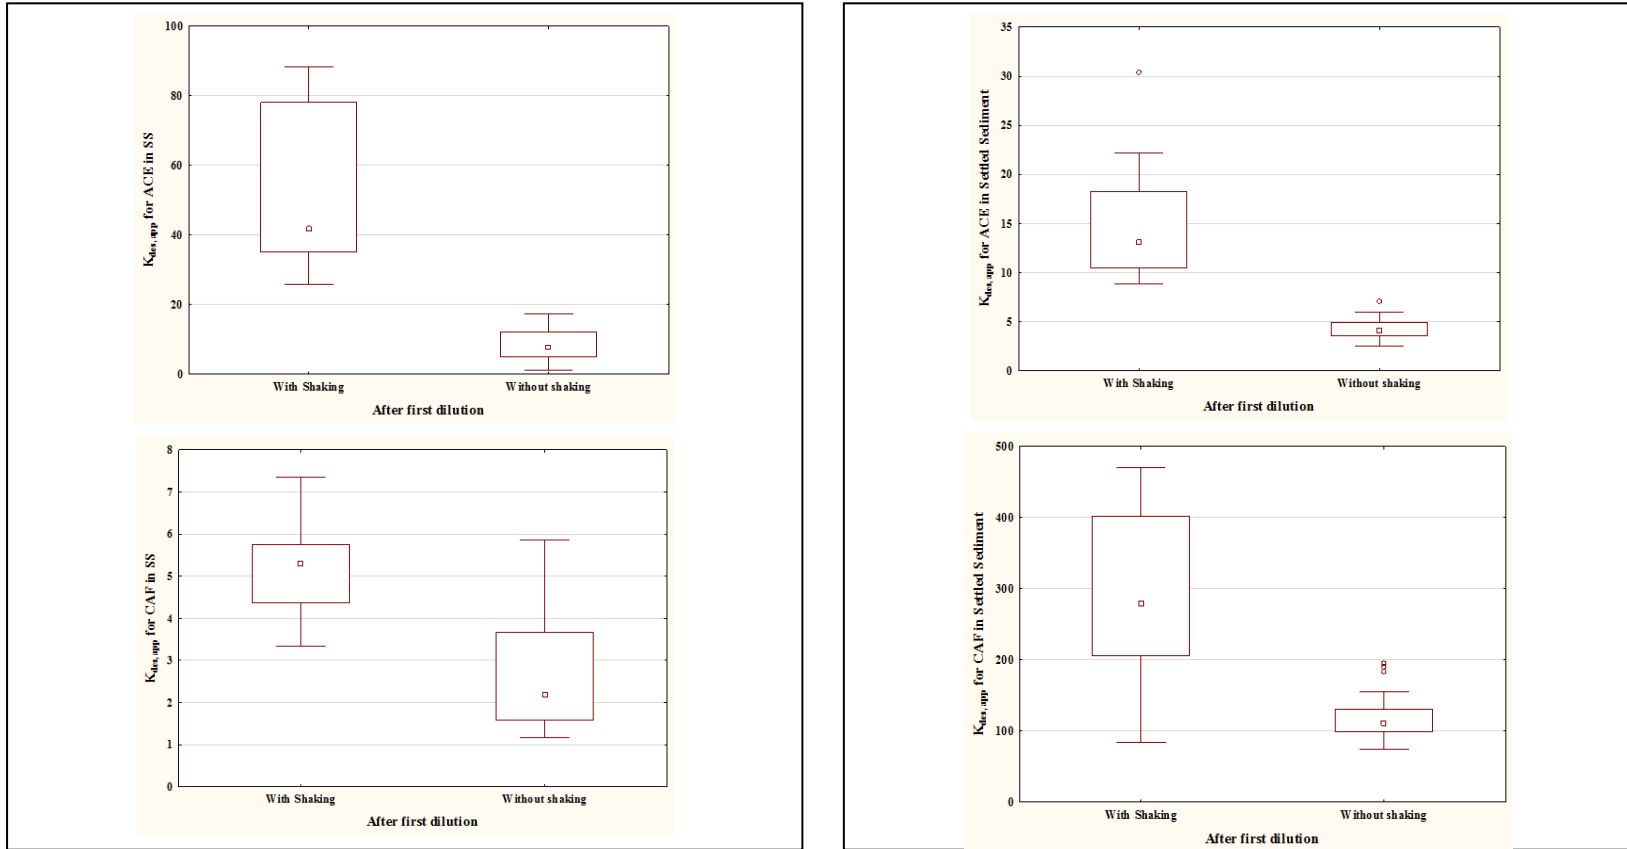 100
80
60
40
20
0
K des, app for ACE in SS
With Shaking
Without shaking
After first dilution
8
7
6
5
4
3
2
1
0
K des, app for CAF in SS
With Shaking
Without shaking
After first dilution
35
30
25
20
15
10
5
0
K des, app for ACE in Settled Sediment
With Shaking
Without shaking
After first dilution
500
400
300
200
100
0
K des, app for CAF in Settled Sediment
With Shaking
Without shaking
After first dilution